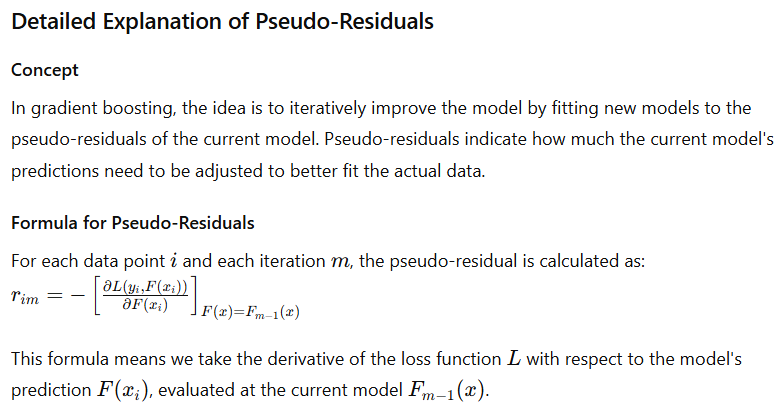 Detailed Explanation of Pseudo-Residuals
Concept
In gradient boosting, the idea is to iteratively improve the model by fitting new models to the
pseudo-residuals of the current model. Pseudo-residuals indicate how much the current model's
predictions need to be adjusted to better fit the actual data.
Formula for Pseudo-Residuals
For each data point i and each iteration m, the pseudo-residual is calculated as:
r_{im} = −[∂L(y_i,F(x_i))/∂F(x_i)]_{F(x)=F_{m−1}(x)}
This formula means we take the derivative of the loss function L with respect to the model's
prediction F(x_i), evaluated at the current model F_{m−1}(x).